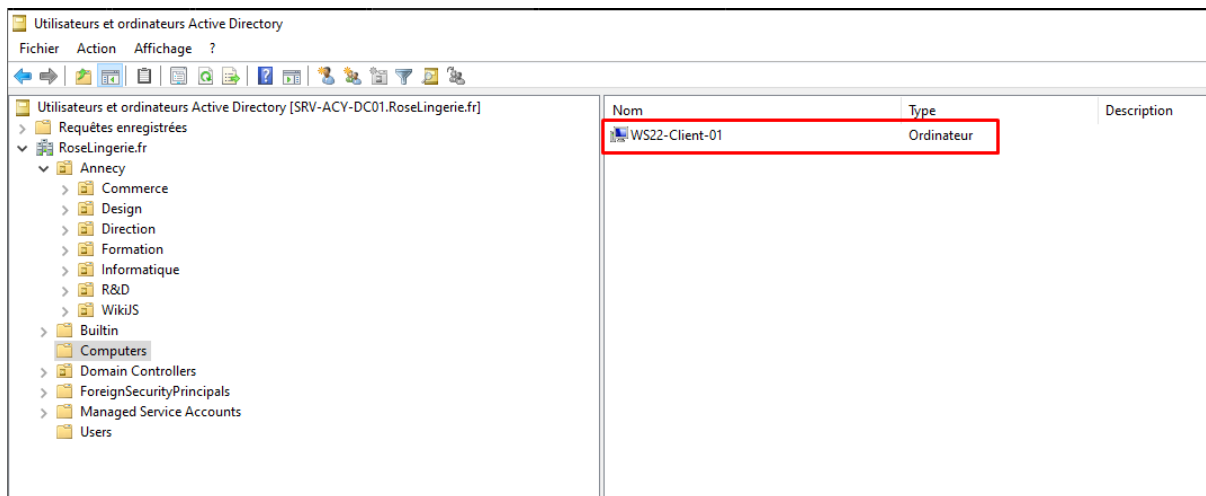 Utilisateurs et ordinateurs Active Directory
Fichier Action Affichage ?
Utilisateurs et ordinateurs Active Directory [SRV-ACY-DC01.RoseLingerie.fr]
Requêtes enregistrées
RoseLingerie.fr
Annecy
Commerce
Design
Direction
Formation
Informatique
R&D
WikiJS
Builtin
Computers
Domain Controllers
ForeignSecurityPrincipals
Managed Service Accounts
Users
Nom Type Description
WS22-Client-01 Ordinateur